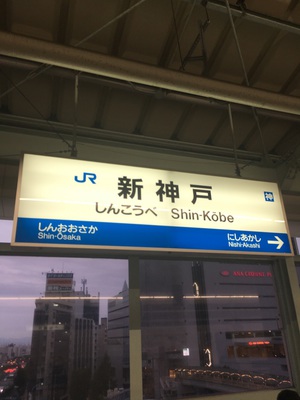 JR
新神戸
神
しんこうべ Shin-Kōbe
しんおおさか
Shin-Ōsaka
にしあかし
Nishi-Akashi